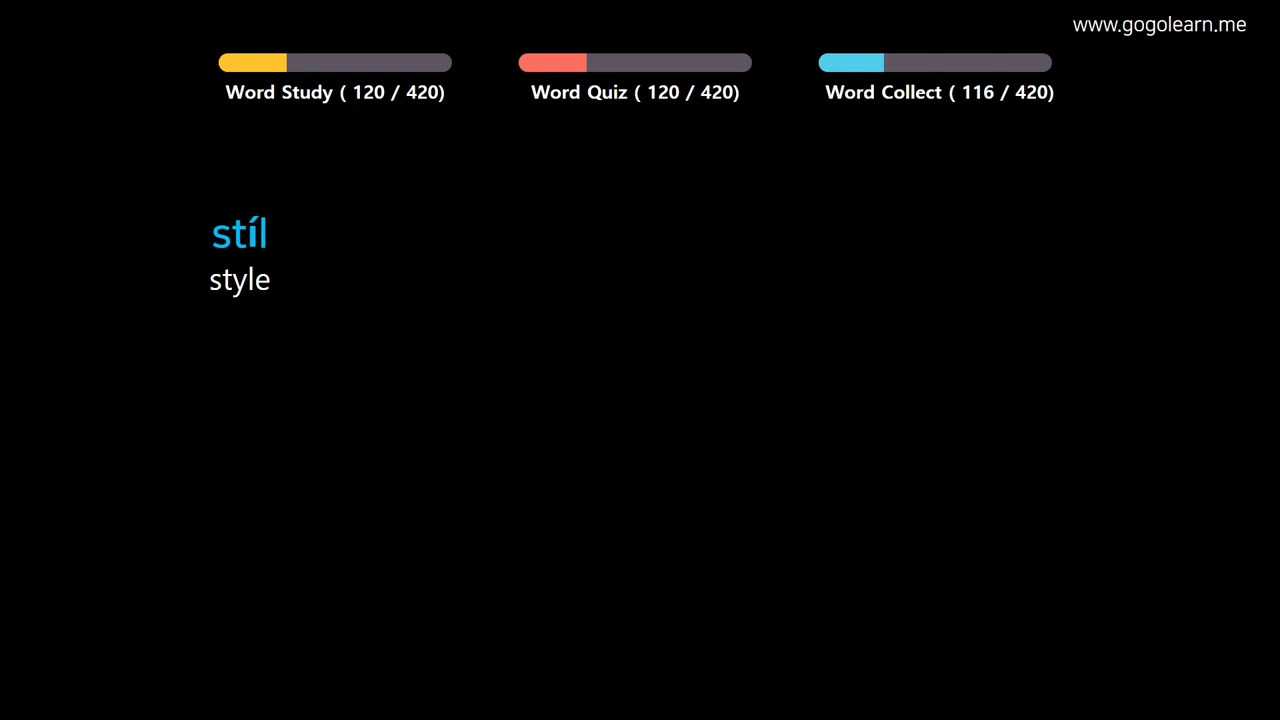 www.gogolearn.me
Word Study ( 120 / 420)
Word Quiz ( 120 / 420)
Word Collect ( 116 / 420)
stíl
style